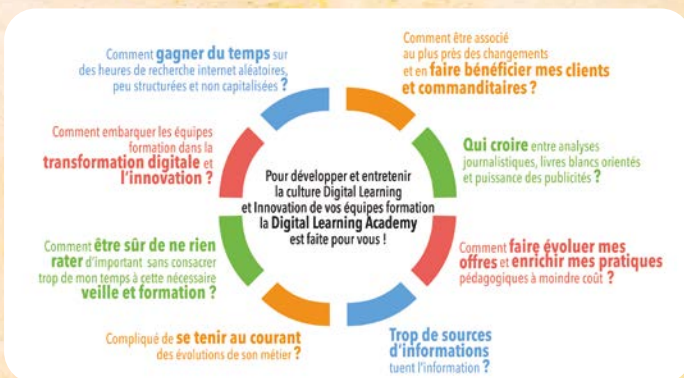 Comment gagner du temps sur
des heures de recherche internet aléatoires,
peu structurées et non capitalisées ?
Comment être associé
au plus près des changements
et en faire bénéficier mes clients
et commanditaires ?
Comment embarquer les équipes
formation dans la
transformation digitale et
l'innovation ?
Qui croire entre analyses
journalistiques, livres blancs orientés
et puissance des publicités ?
Pour développer et entretenir
la culture Digital Learning
et Innovation de vos équipes formation
la Digital Learning Academy
est faite pour vous !
Comment être sûr de ne rien
rater d'important sans consacrer
trop de mon temps à cette nécessaire
veille et formation ?
Comment faire évoluer mes
offres et enrichir mes pratiques
pédagogiques à moindre coût ?
Compliqué de se tenir au courant
des évolutions de son métier ?
Trop de sources
d'informations
tuent l'information ?